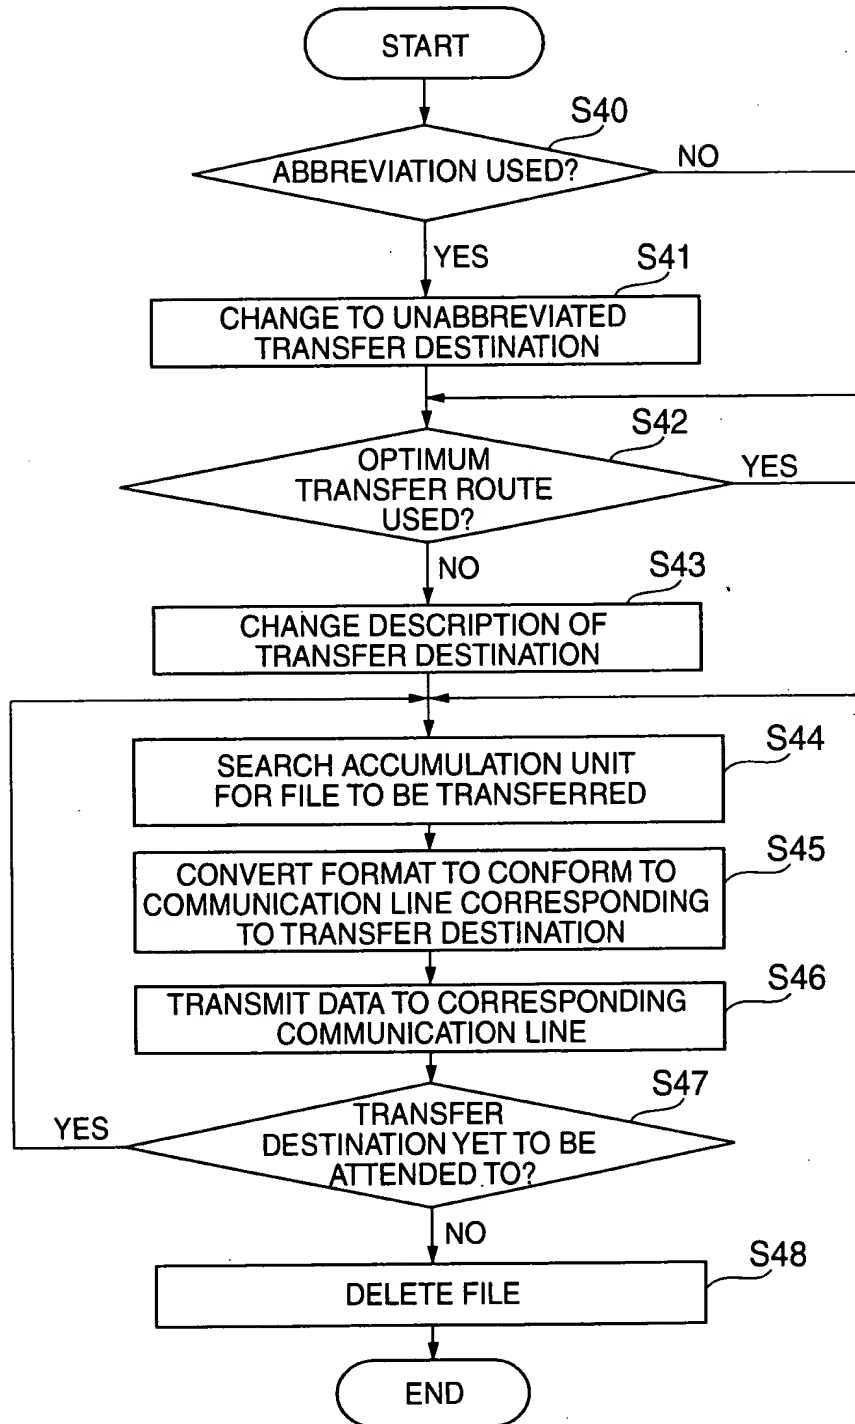 START
S40
ABBREVIATION USED?
NO
YES
S41
CHANGE TO UNABBREVIATED
TRANSFER DESTINATION
S42
OPTIMUM
TRANSFER ROUTE
USED?
YES
NO
S43
CHANGE DESCRIPTION OF
TRANSFER DESTINATION
S44
SEARCH ACCUMULATION UNIT
FOR FILE TO BE TRANSFERRED
S45
CONVERT FORMAT TO CONFORM TO
COMMUNICATION LINE CORRESPONDING
TO TRANSFER DESTINATION
S46
TRANSMIT DATA TO CORRESPONDING
COMMUNICATION LINE
S47
TRANSFER
DESTINATION YET TO BE
ATTENDED TO?
YES
NO
S48
DELETE FILE
END